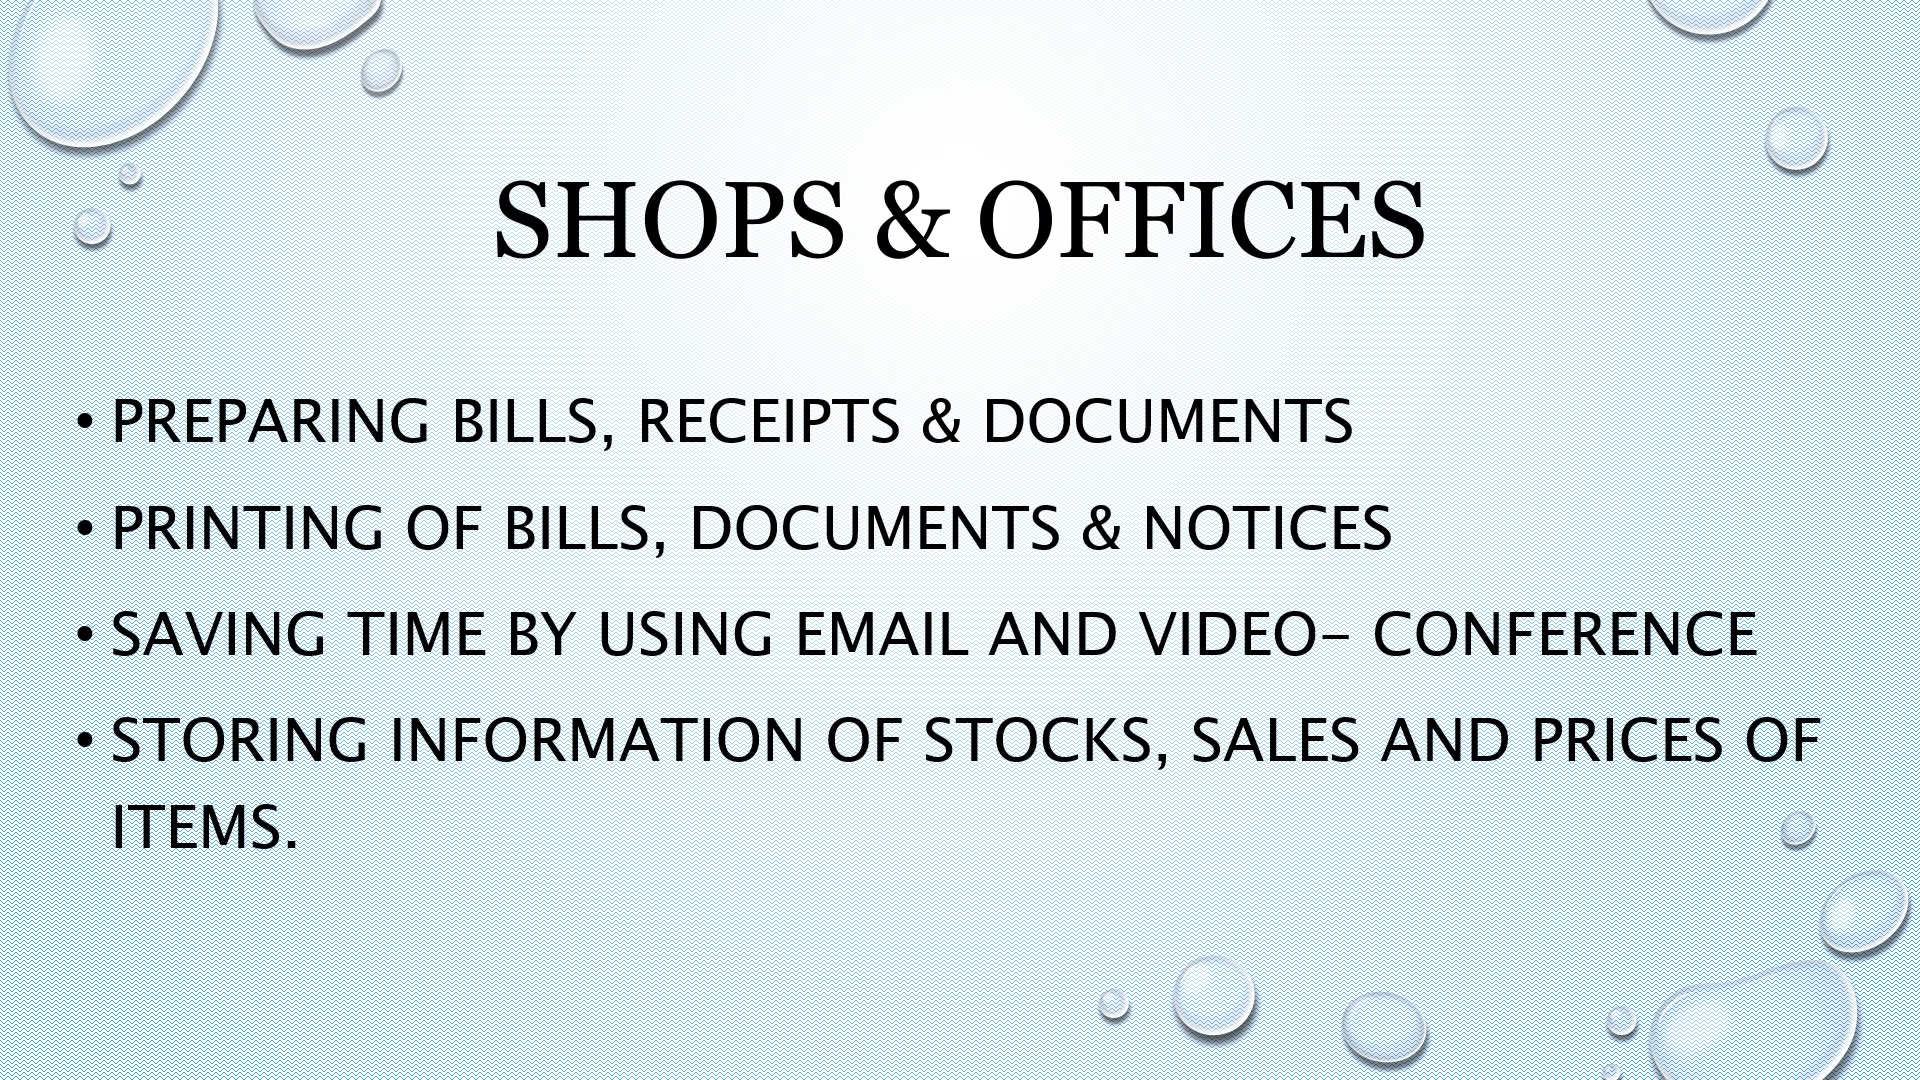 SHOPS & OFFICES
• PREPARING BILLS, RECEIPTS & DOCUMENTS
• PRINTING OF BILLS, DOCUMENTS & NOTICES
• SAVING TIME BY USING EMAIL AND VIDEO– CONFERENCE
• STORING INFORMATION OF STOCKS, SALES AND PRICES OF
ITEMS.